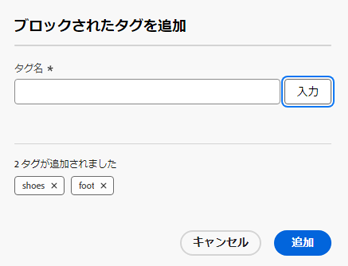 ブロックされたタグを追加
タグ名 *
入力
2 タグが追加されました
shoes × foot ×
キャンセル 追加